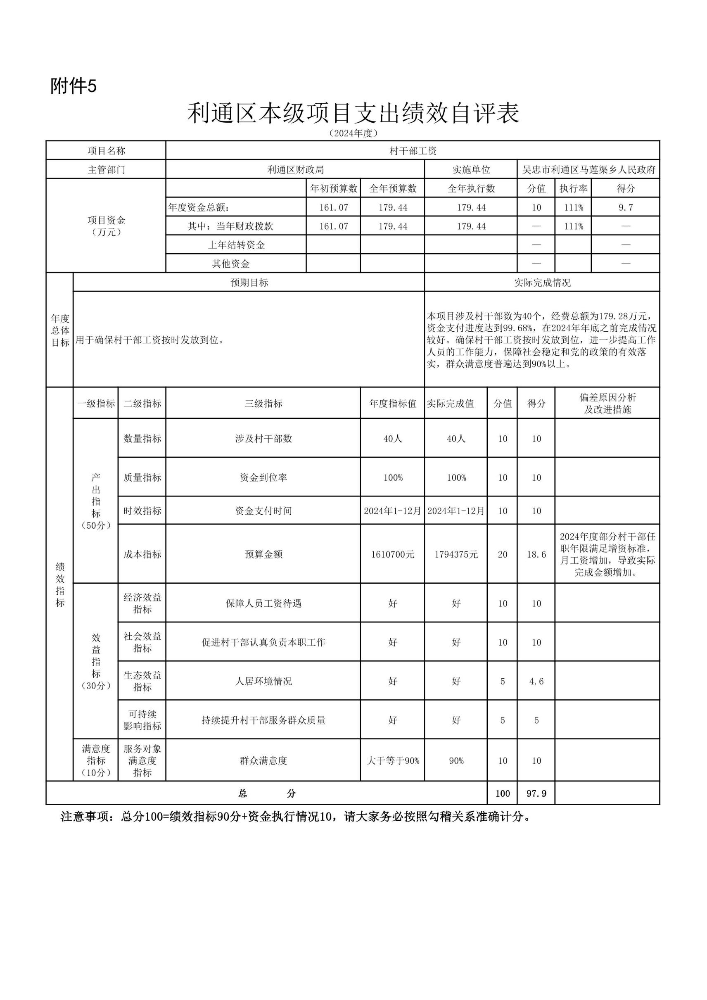 附件5
利通区本级项目支出绩效自评表
（2024年度）
项目名称 村干部工资
主管部门 利通区财政局 实施单位 吴忠市利通区马莲渠乡人民政府
项目资金
（万元）
年初预算数 全年预算数 全年执行数 分值 执行率 得分
年度资金总额： 161.07 179.44 179.44 10 111% 9.7
其中：当年财政拨款 161.07 179.44 179.44 — 111% —
上年结转资金 — —
其他资金 — —
年度
总体
目标
预期目标 实际完成情况
用于确保村干部工资按时发放到位。
本项目涉及村干部数为40个，经费总额为179.28万元，
资金支付进度达到99.68%，在2024年年底之前完成情况
较好。确保村干部工资按时发放到位，进一步提高工作
人员的工作能力，保障社会稳定和党的政策的有效落
实，群众满意度普遍达到90%以上。
绩
效
指
标
一级指标 二级指标 三级指标 年度指标值 实际完成值 分值 得分 偏差原因分析
及改进措施
产
出
指
标
（50分）
数量指标 涉及村干部数 40人 40人 10 10
质量指标 资金到位率 100% 100% 10 10
时效指标 资金支付时间 2024年1-12月 2024年1-12月 10 10
成本指标 预算金额 1610700元 1794375元 20 18.6
2024年度部分村干部任
职年限满足增资标准，
月工资增加，导致实际
完成金额增加。
效
益
指
标
（30分）
经济效益
指标
保障人员工资待遇 好 好 10 10
社会效益
指标
促进村干部认真负责本职工作 好 好 10 10
生态效益
指标
人居环境情况 好 好 5 4.6
可持续
影响指标
持续提升村干部服务群众质量 好 好 5 5
满意度
指标
（10分）
服务对象
满意度
指标
群众满意度 大于等于90% 90% 10 10
总 分 100 97.9
注意事项：总分100=绩效指标90分+资金执行情况10，请大家务必按照勾稽关系准确计分。